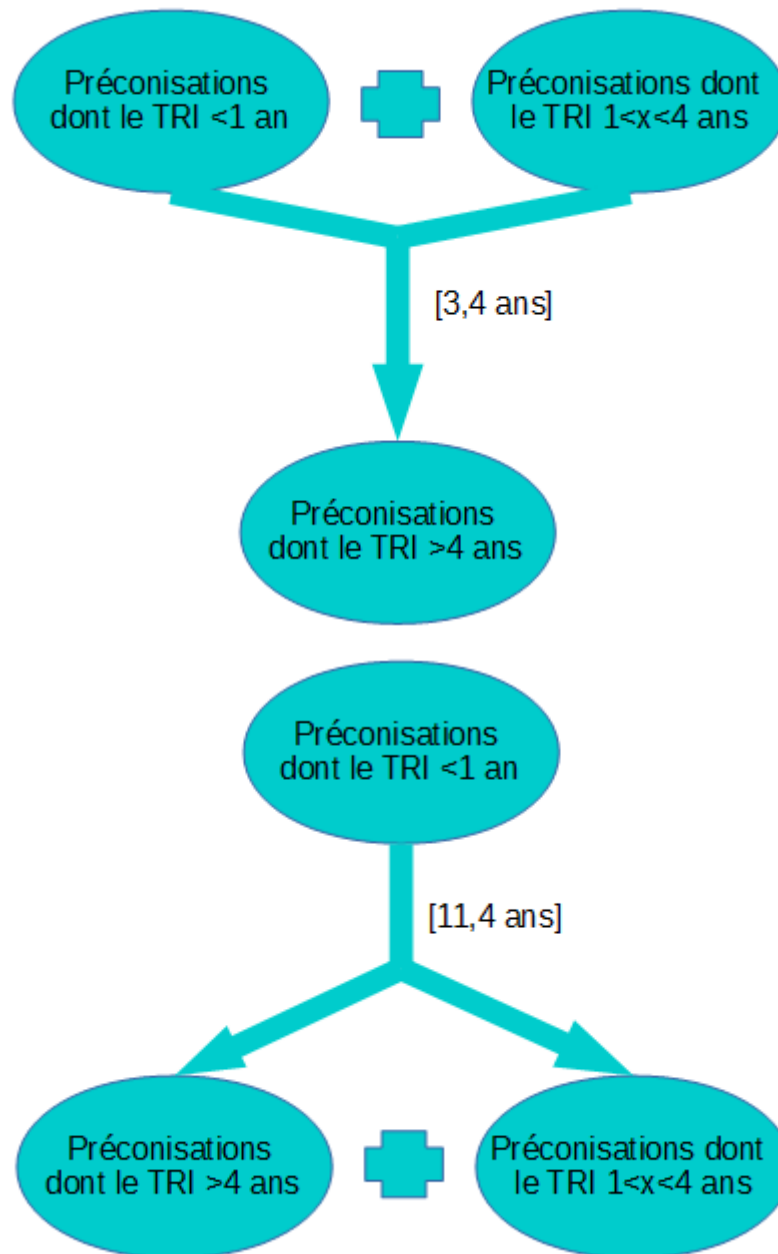 Préconisations
dont le TRI <1 an
Préconisations dont
le TRI 1<x<4 ans
[3,4 ans]
Préconisations
dont le TRI >4 ans
Préconisations
dont le TRI <1 an
[11,4 ans]
Préconisations
dont le TRI >4 ans
Préconisations dont
le TRI 1<x<4 ans